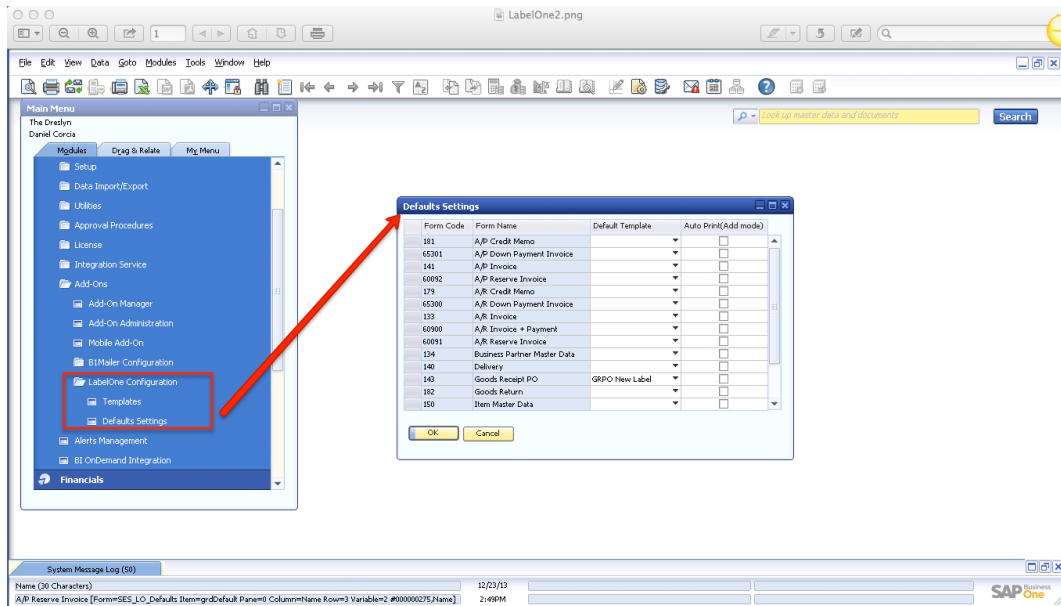 LabelOne2.png
1
File Edit View Data Goto Modules Tools Window Help
Main Menu
The Dreslyn
Daniel Corcia
Look up master data and documents
Search
Modules Drag & Relate My Menu
Setup
Data Import/Export
Utilities
Approval Procedures
License
Integration Service
Add-Ons
Add-On Manager
Add-On Administration
Mobile Add-On
B1Mailer Configuration
LabelOne Configuration
Templates
Defaults Settings
Alerts Management
BI OnDemand Integration
Financials
Defaults Settings
Form Code Form Name Default Template Auto Print(Add mode)
181 A/P Credit Memo
65301 A/P Down Payment Invoice
141 A/P Invoice
60092 A/P Reserve Invoice
179 A/R Credit Memo
65300 A/R Down Payment Invoice
133 A/R Invoice
60900 A/R Invoice + Payment
60091 A/R Reserve Invoice
134 Business Partner Master Data
140 Delivery
143 Goods Receipt PO GRPO New Label
182 Goods Return
150 Item Master Data
OK Cancel
System Message Log (50)
Name (30 Characters) 12/23/13
A/P Reserve Invoice [Form=SES_LO_Defaults Item=grdDefault Pane=0 Column=Name Row=3 Variable=2 #000000275,Name] 2:49PM
SAP Business One